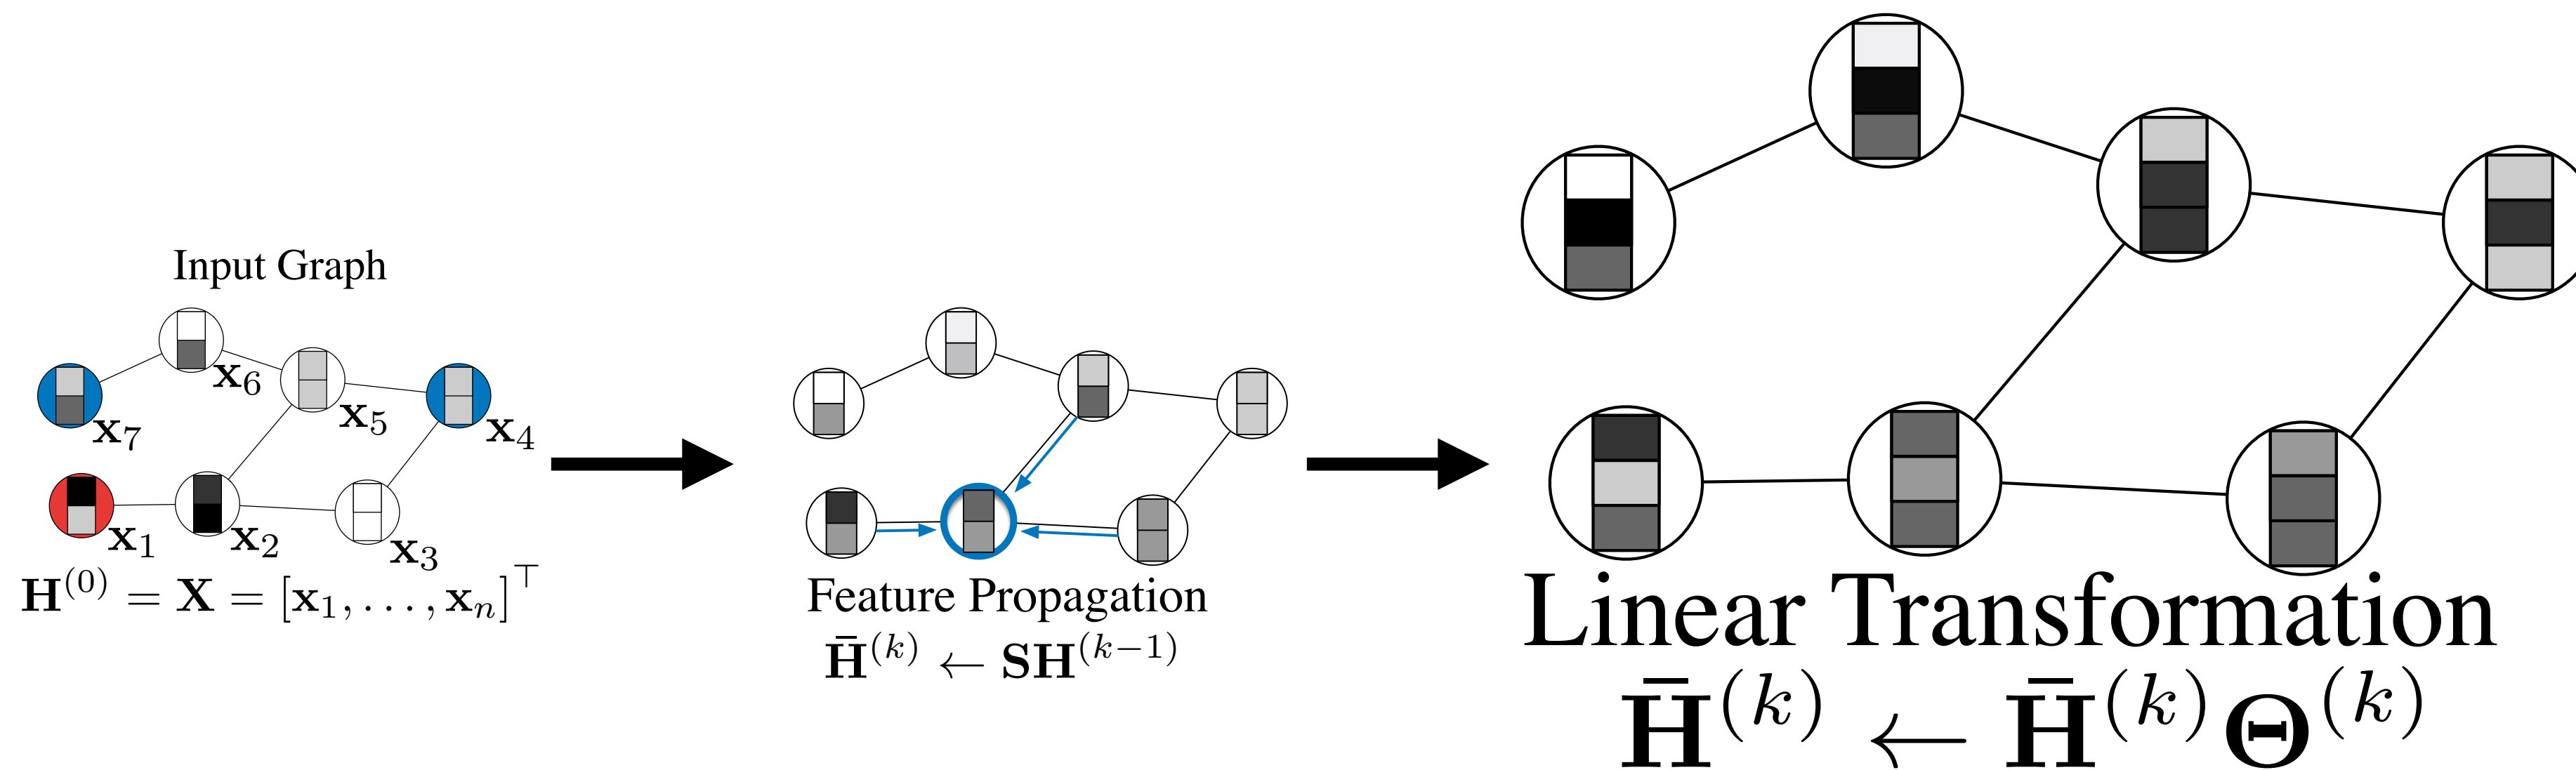 Input Graph
x₆
x₅
x₇
x₄
x₁
x₂
x₃
H⁽⁰⁾ = X = [x₁, . . . , xₙ]⊤
Feature Propagation
H̄⁽ᵏ⁾ ← SH⁽ᵏ⁻¹⁾
Linear Transformation
H̄⁽ᵏ⁾ ← H̄⁽ᵏ⁾Θ⁽ᵏ⁾